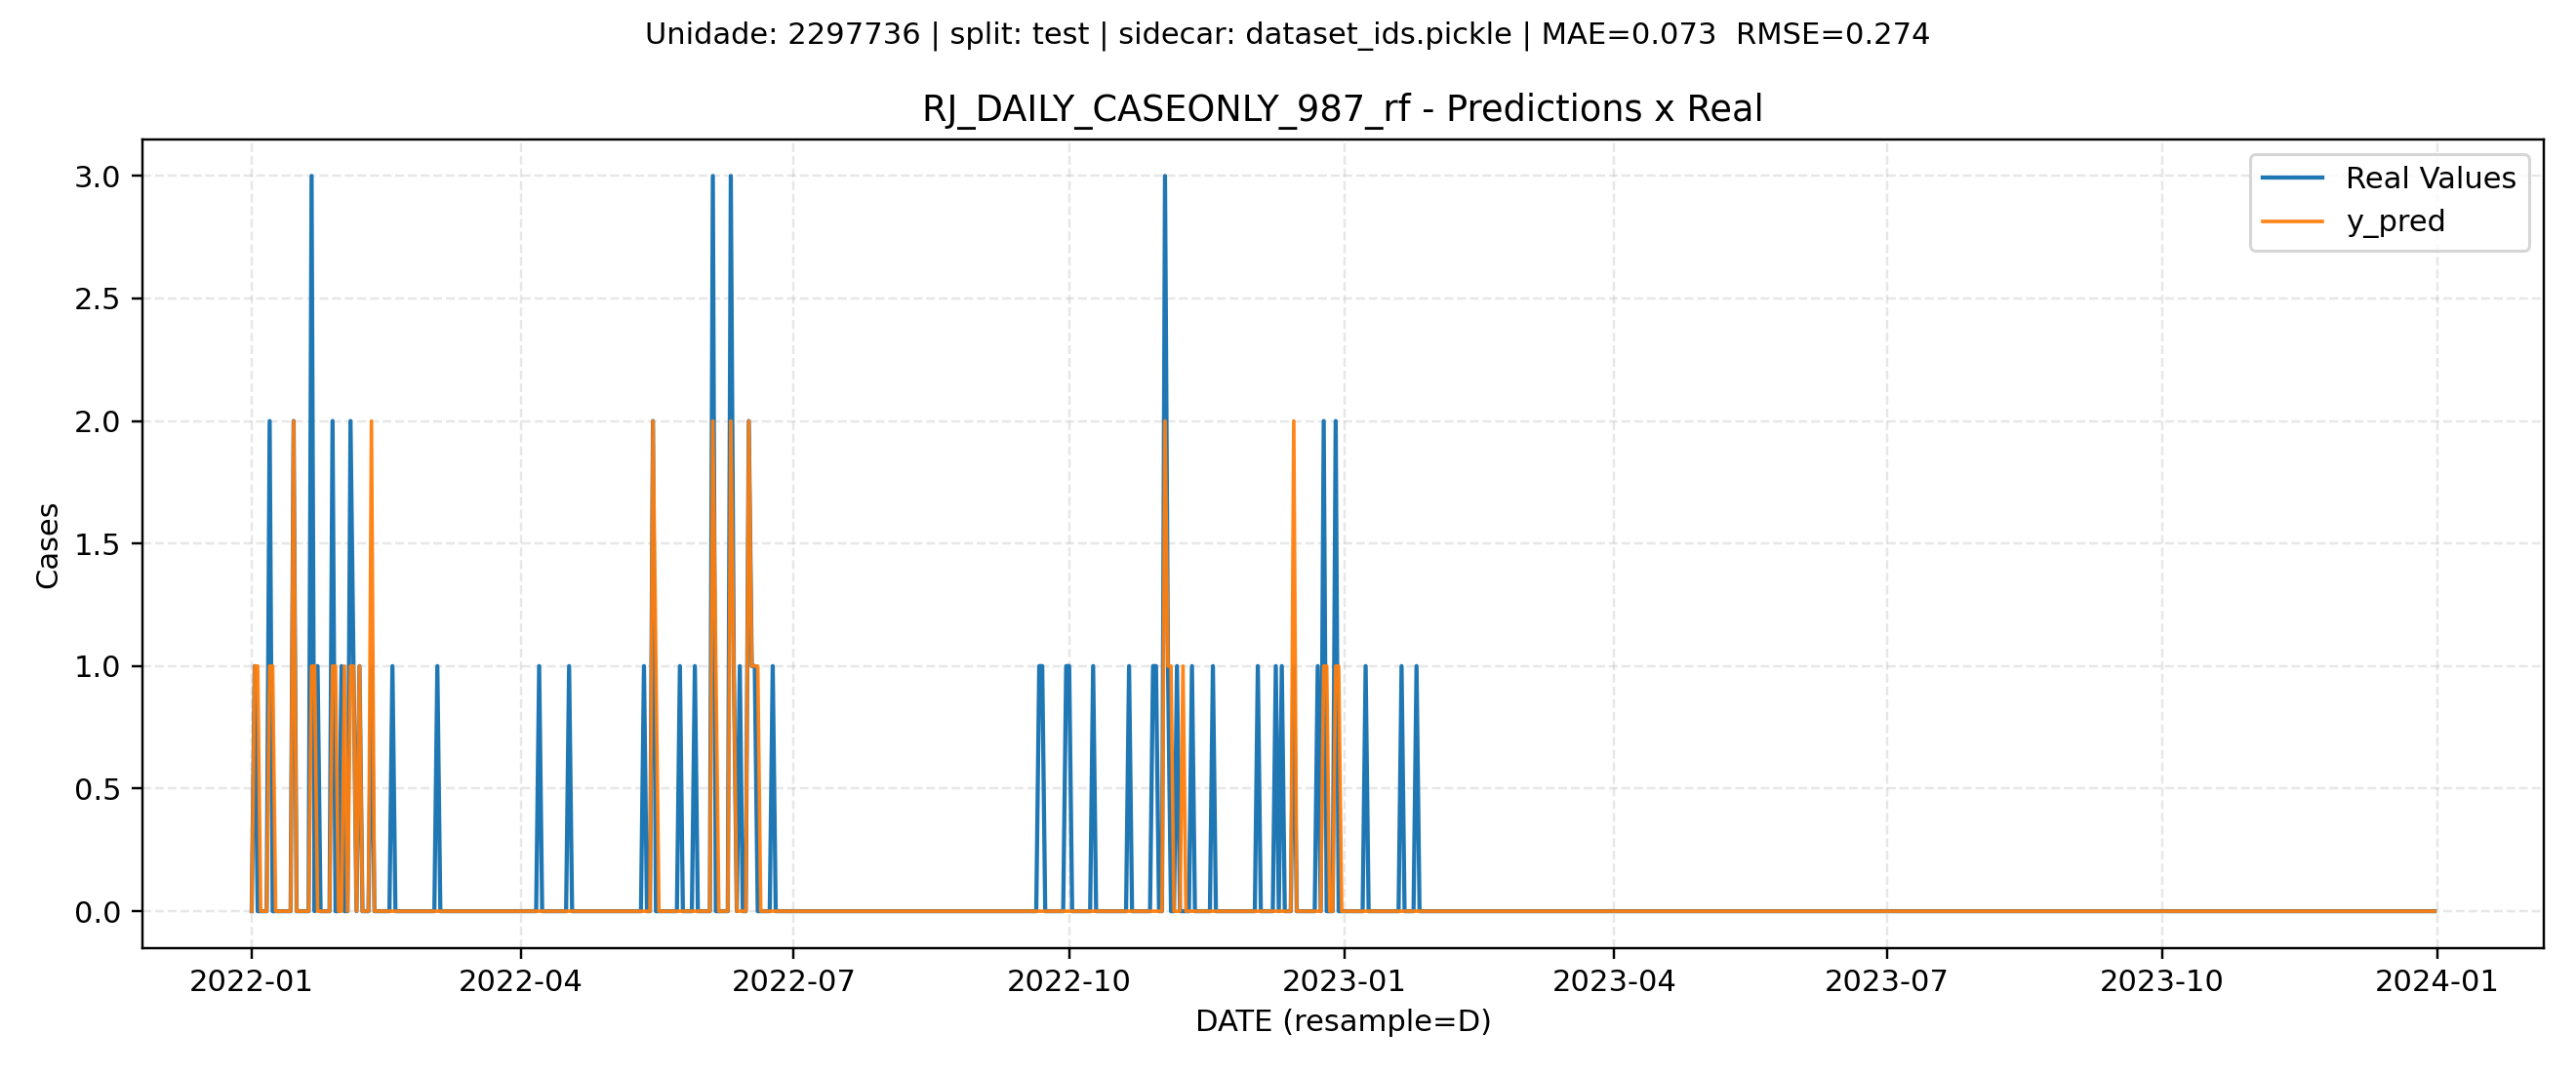 Unidade: 2297736 | split: test | sidecar: dataset_ids.pickle | MAE=0.073  RMSE=0.274
RJ_DAILY_CASEONLY_987_rf - Predictions x Real
Real Values
y_pred
Cases
3.0
2.5
2.0
1.5
1.0
0.5
0.0
2022-01
2022-04
2022-07
2022-10
2023-01
2023-04
2023-07
2023-10
2024-01
DATE (resample=D)